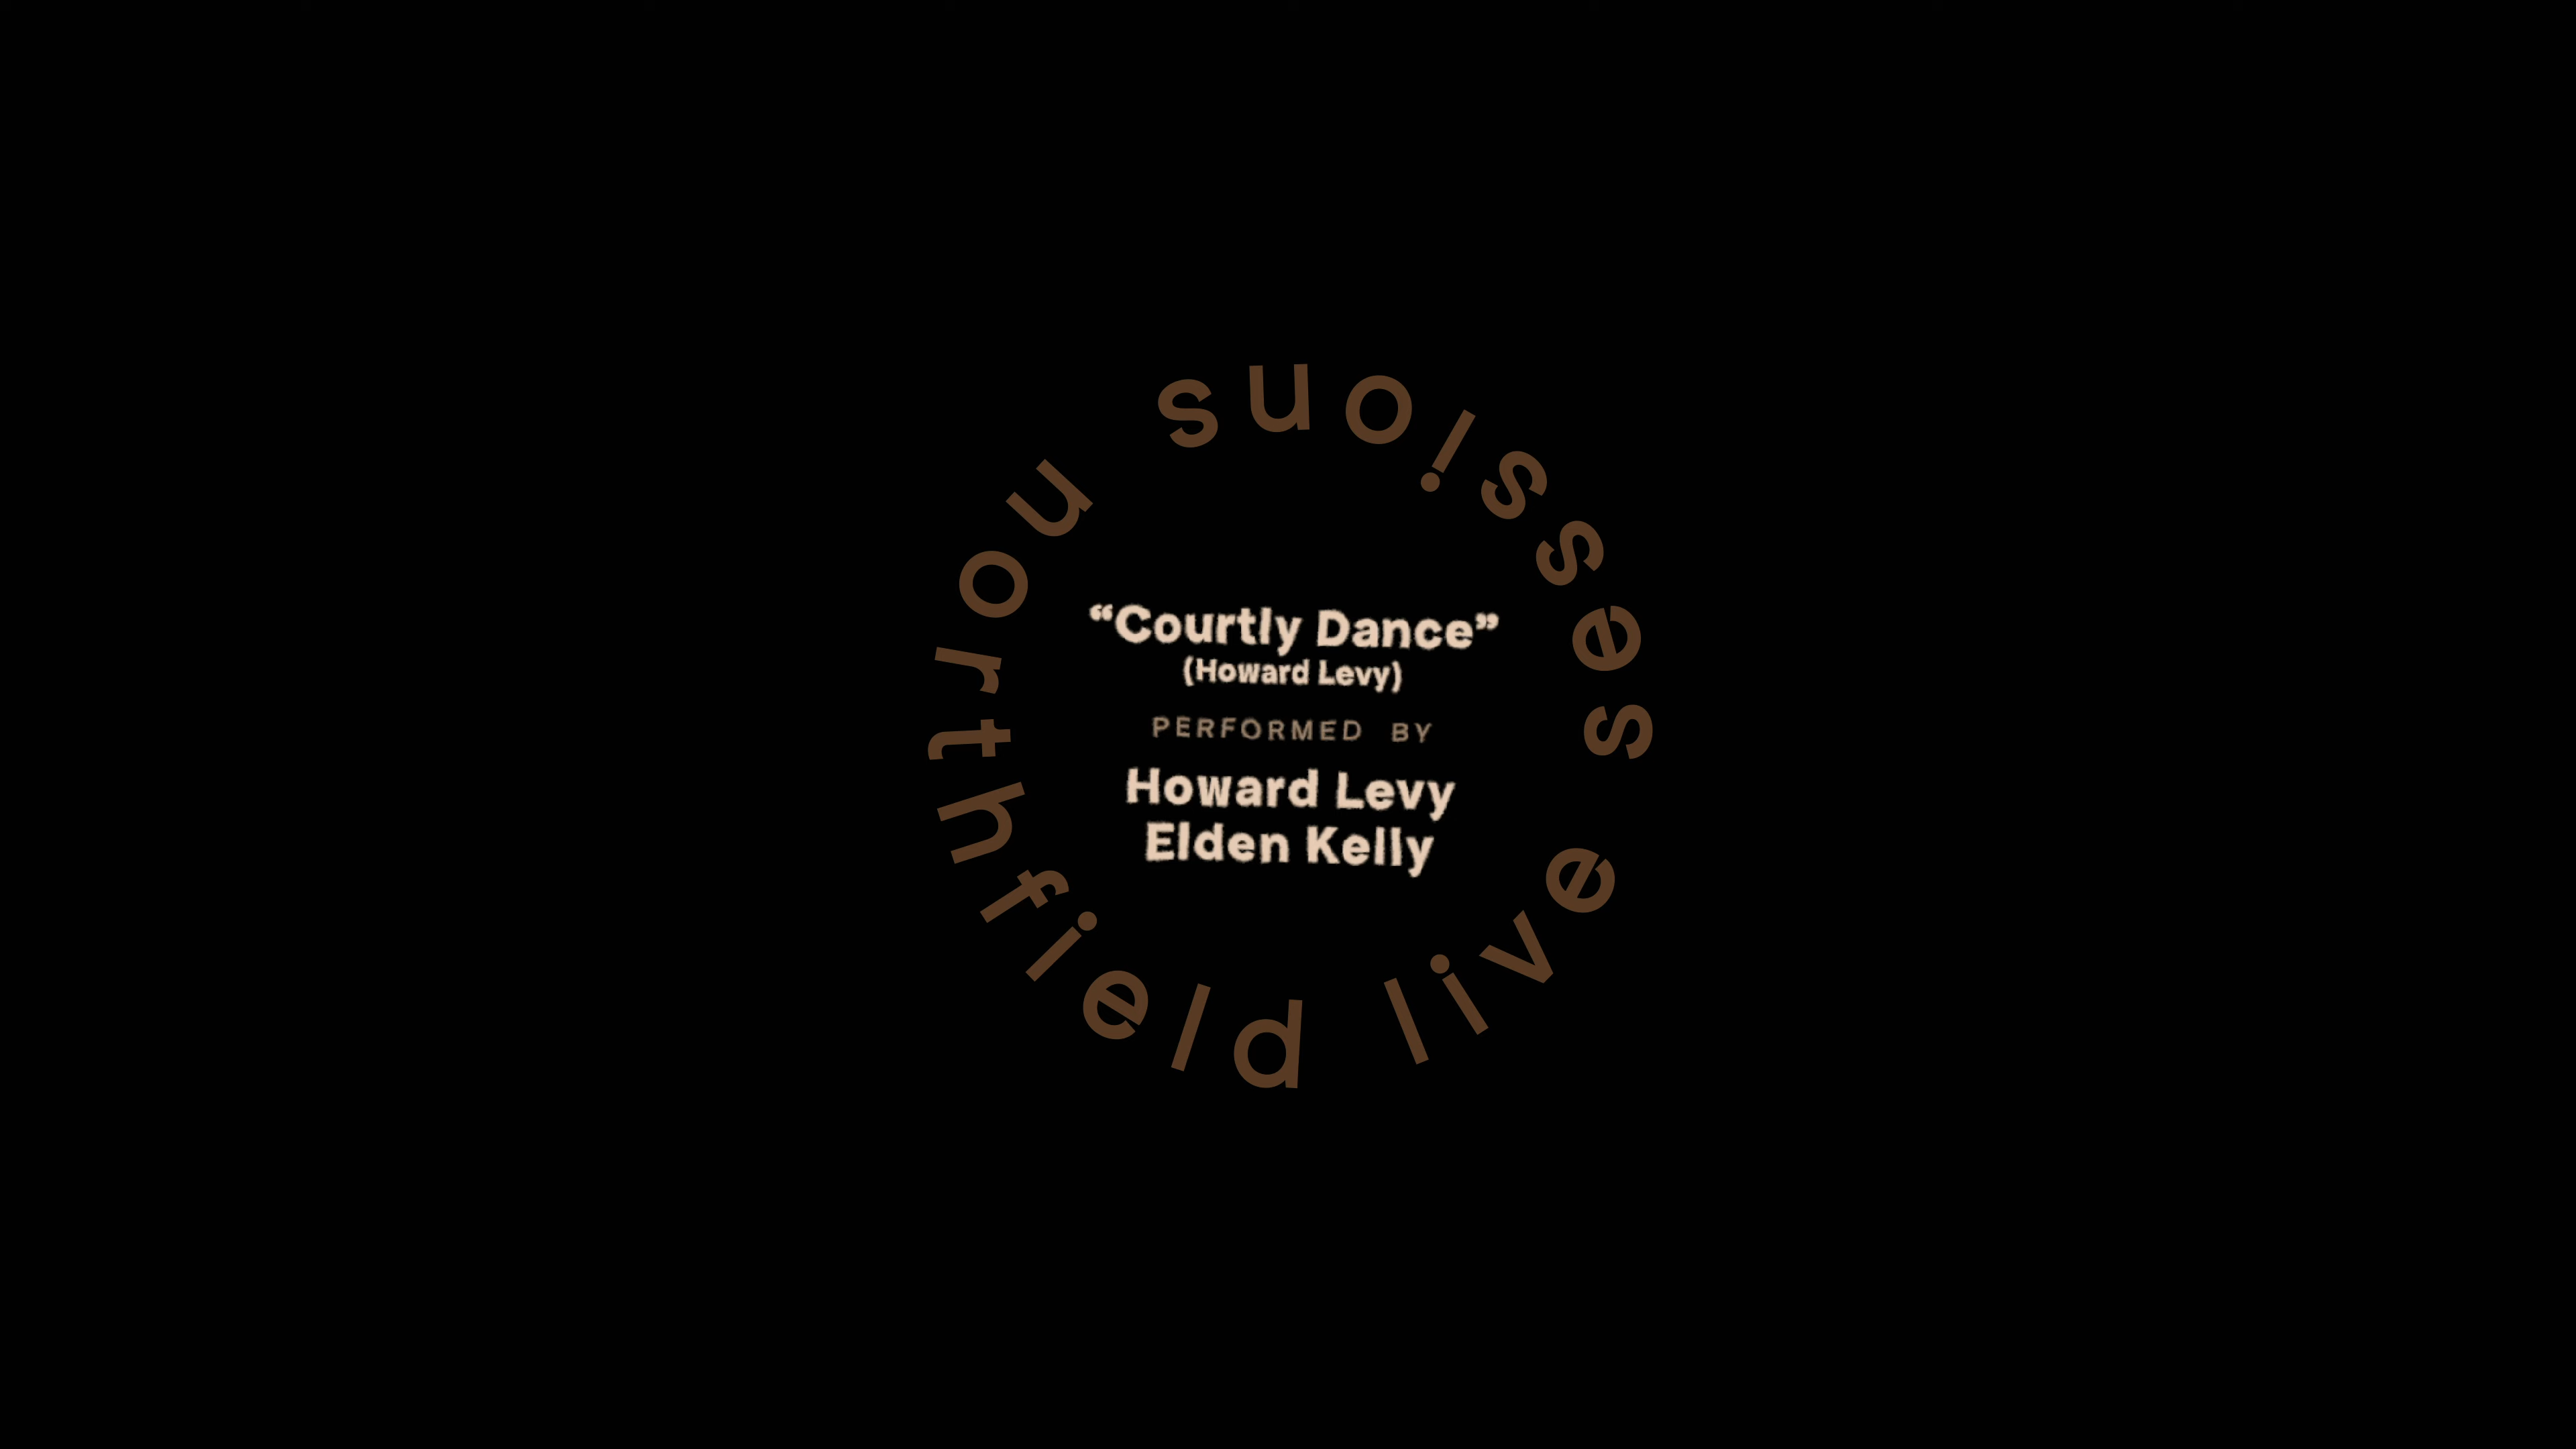 northfield live sessions
“Courtly Dance”
(Howard Levy)
PERFORMED BY
Howard Levy
Elden Kelly